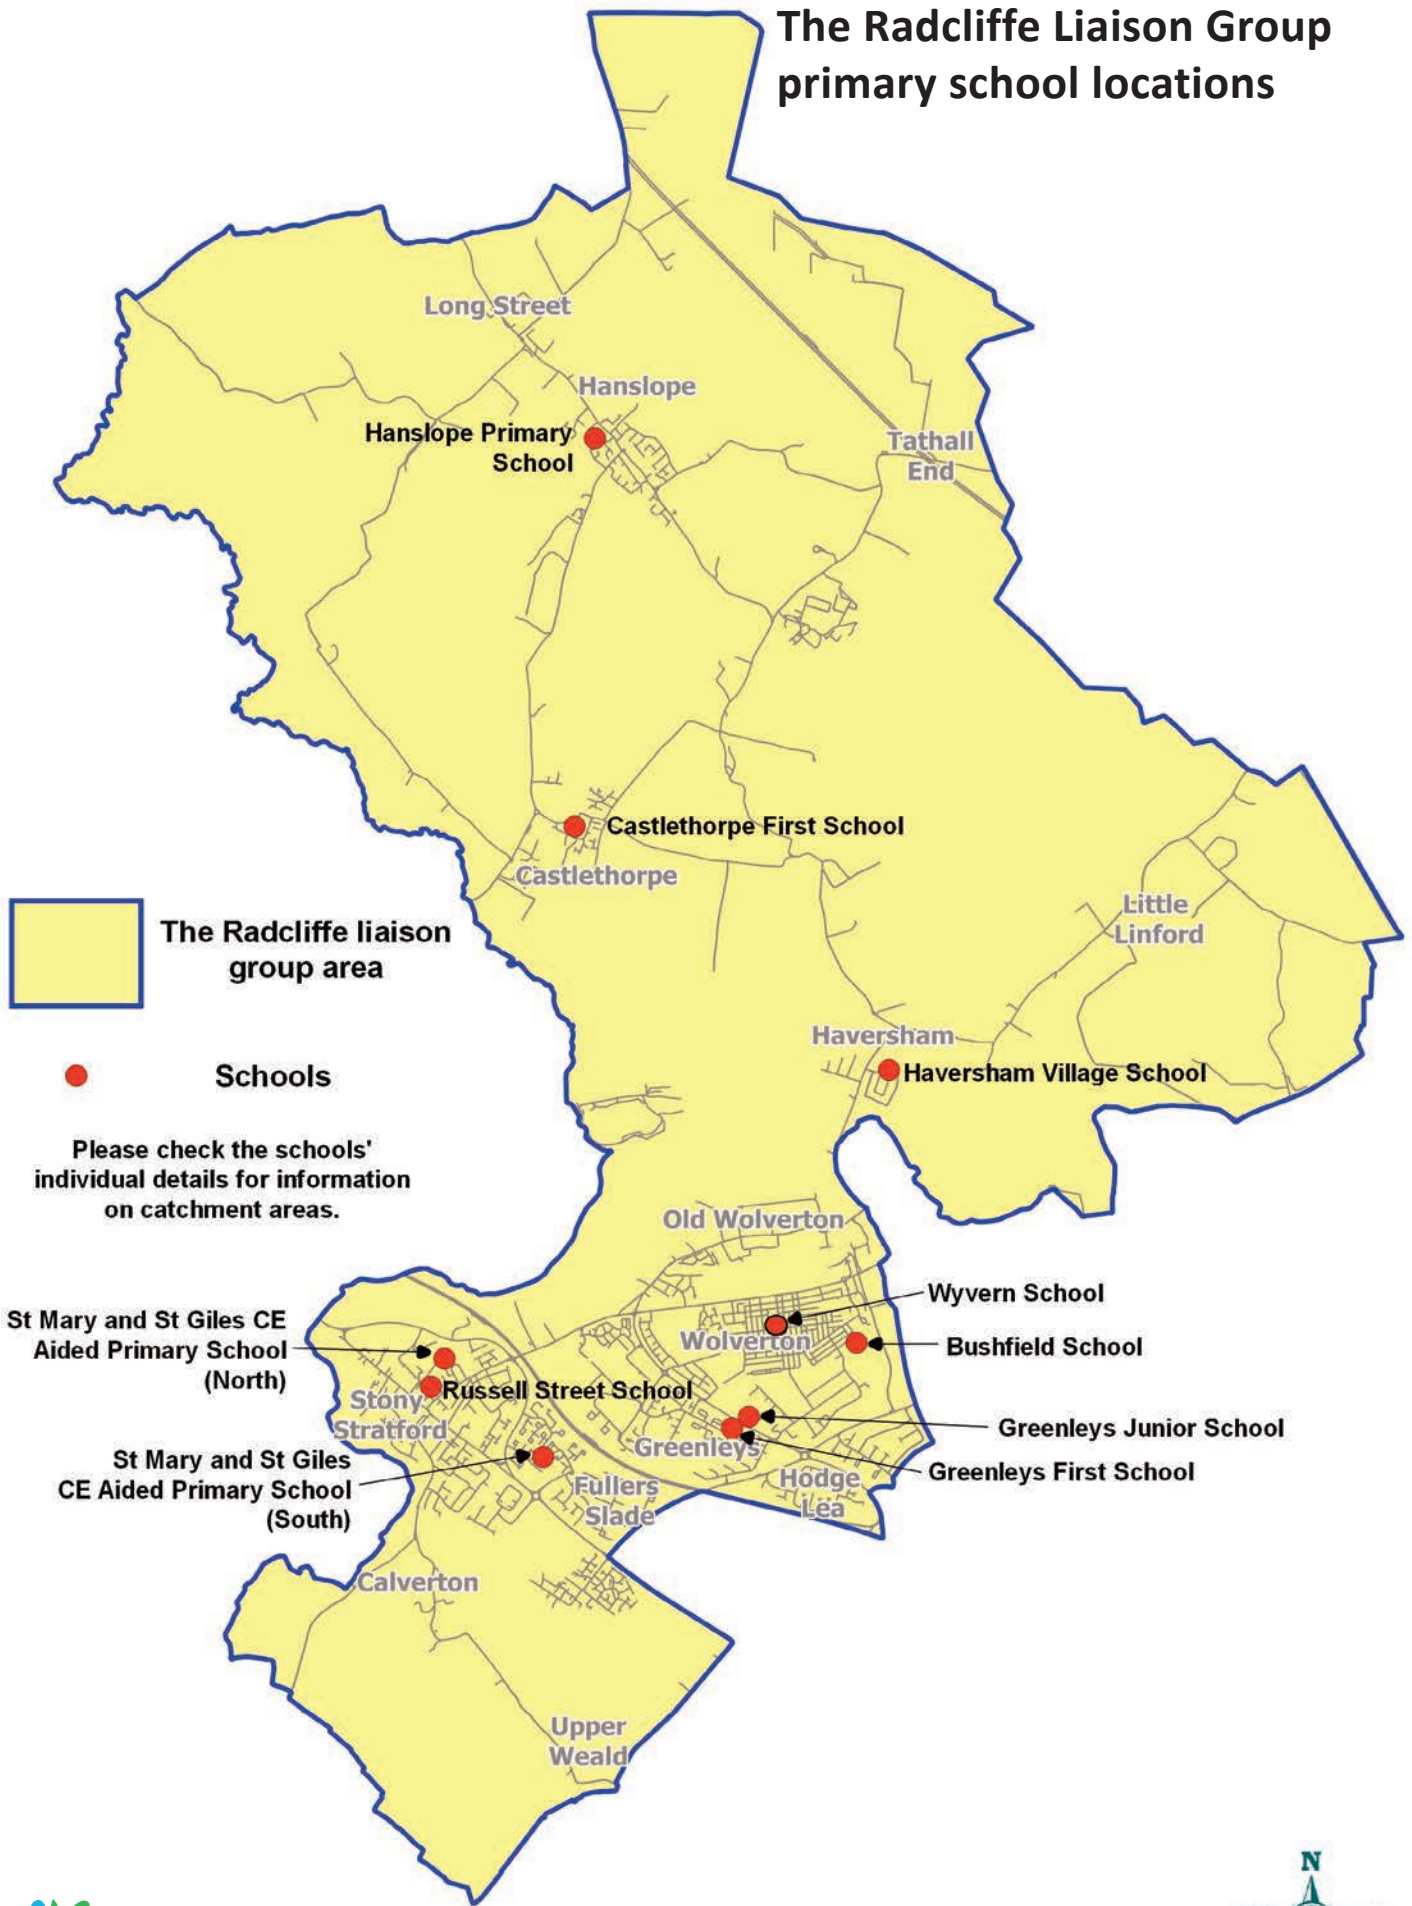 The Radcliffe Liaison Group
primary school locations
Long Street
Hanslope
Hanslope Primary
School
Tathall
End
Castlethorpe First School
Castlethorpe
Little
Linford
The Radcliffe liaison
group area
Haversham
Haversham Village School
Schools
Please check the schools'
individual details for information
on catchment areas.
Old Wolverton
Wyvern School
St Mary and St Giles CE
Aided Primary School
(North)
Wolverton
Bushfield School
Russell Street School
Stony
Stratford
Greenleys Junior School
Greenleys
Greenleys First School
St Mary and St Giles
CE Aided Primary School
(South)
Fullers
Slade
Hodge
Lea
Calverton
Upper
Weald
N